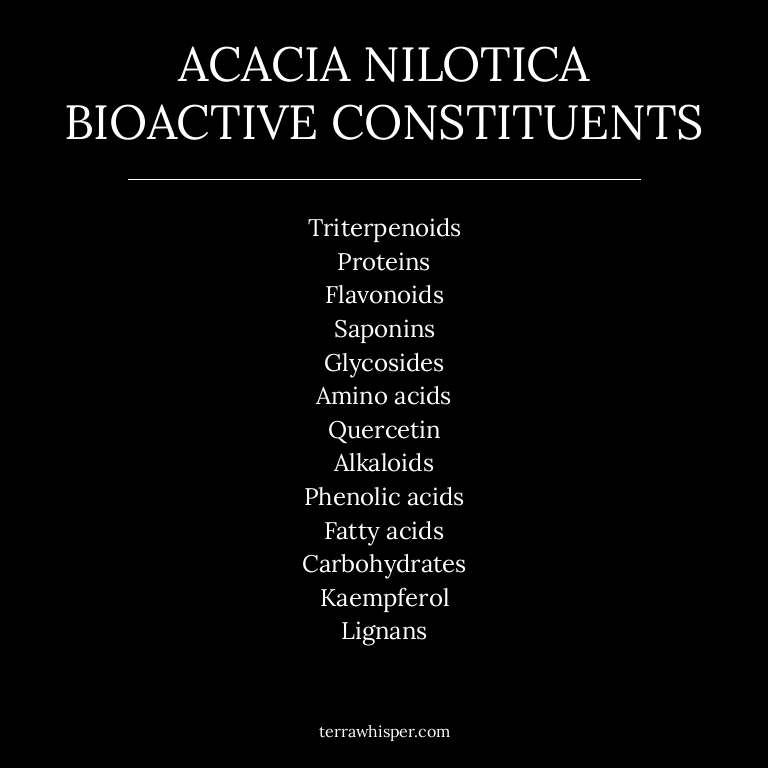 ACACIA NILOTICA
BIOACTIVE CONSTITUENTS
Triterpenoids
Proteins
Flavonoids
Saponins
Glycosides
Amino acids
Quercetin
Alkaloids
Phenolic acids
Fatty acids
Carbohydrates
Kaempferol
Lignans
terrawhisper.com